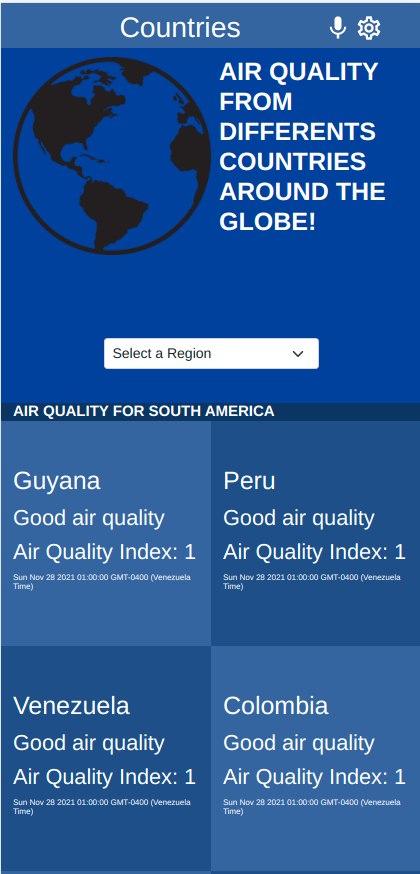 Countries
AIR QUALITY
FROM
DIFFERENTS
COUNTRIES
AROUND THE
GLOBE!
Select a Region
AIR QUALITY FOR SOUTH AMERICA
Guyana
Good air quality
Air Quality Index: 1
Sun Nov 28 2021 01:00:00 GMT-0400 (Venezuela
Time)
Peru
Good air quality
Air Quality Index: 1
Sun Nov 28 2021 01:00:00 GMT-0400 (Venezuela
Time)
Venezuela
Good air quality
Air Quality Index: 1
Sun Nov 28 2021 01:00:00 GMT-0400 (Venezuela
Time)
Colombia
Good air quality
Air Quality Index: 1
Sun Nov 28 2021 01:00:00 GMT-0400 (Venezuela
Time)